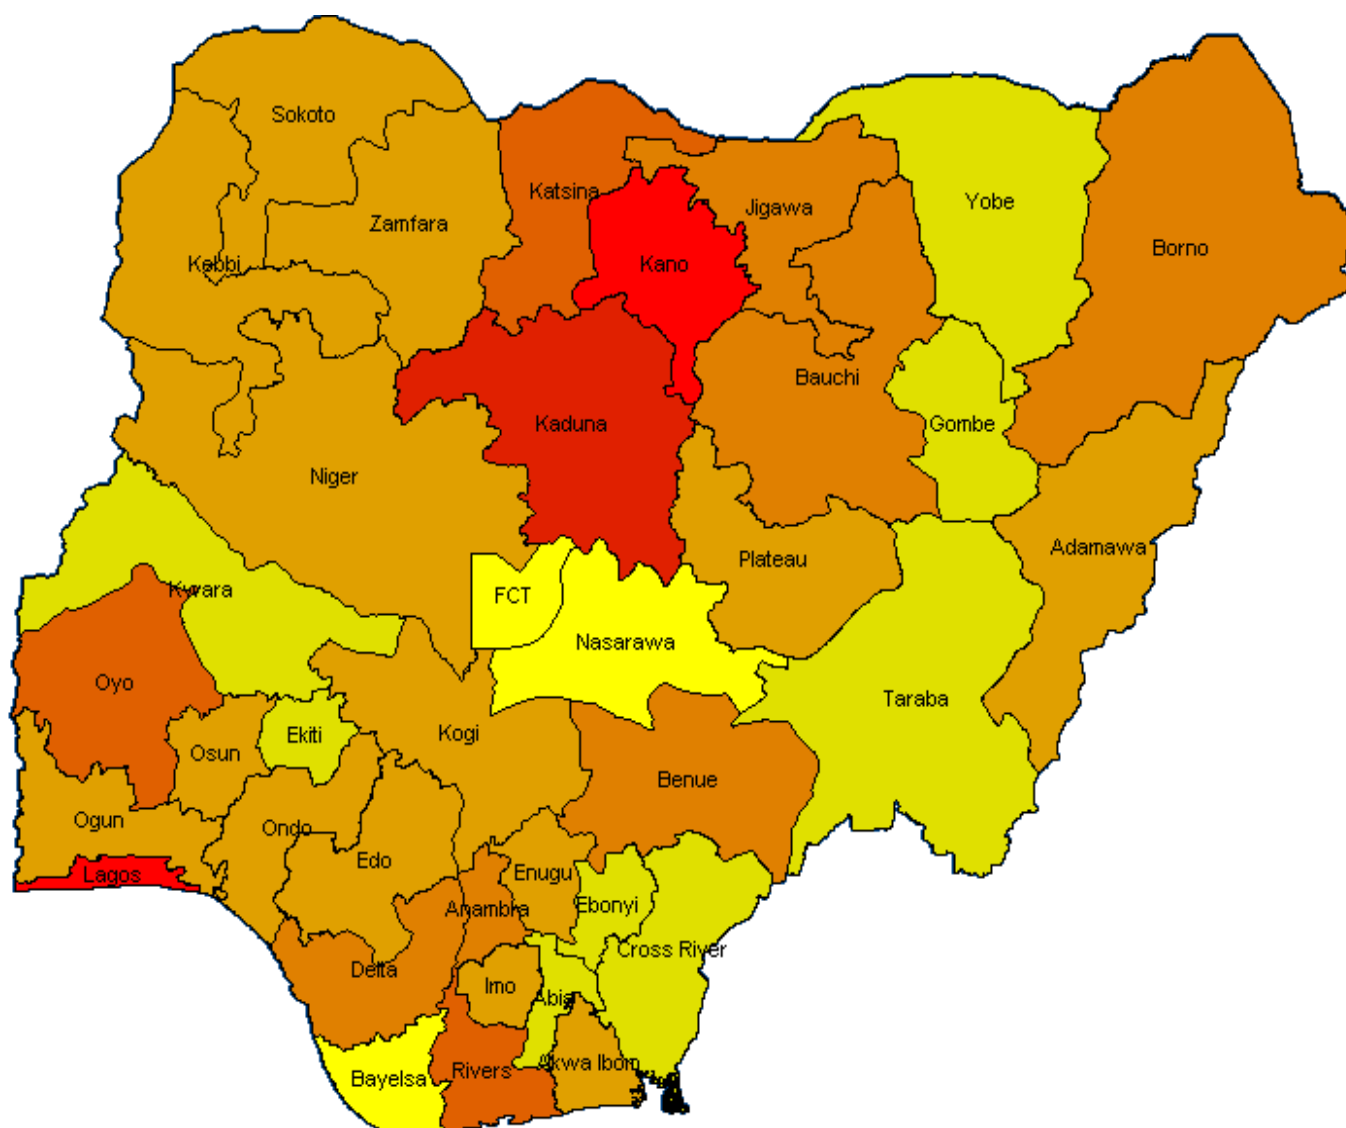 Sokoto
Katsina
Yobe
Jigawa
Zamfara
Borno
Kebbi
Kano
Bauchi
Kaduna
Gombe
Niger
Adamawa
Plateau
Kwara
FCT
Nasarawa
Oyo
Taraba
Ekiti
Kogi
Osun
Benue
Ogun
Ondo
Edo
Lagos
Enugu
Anambra
Ebonyi
Cross River
Delta
Imo
Abia
Akwa Ibom
Rivers
Bayelsa